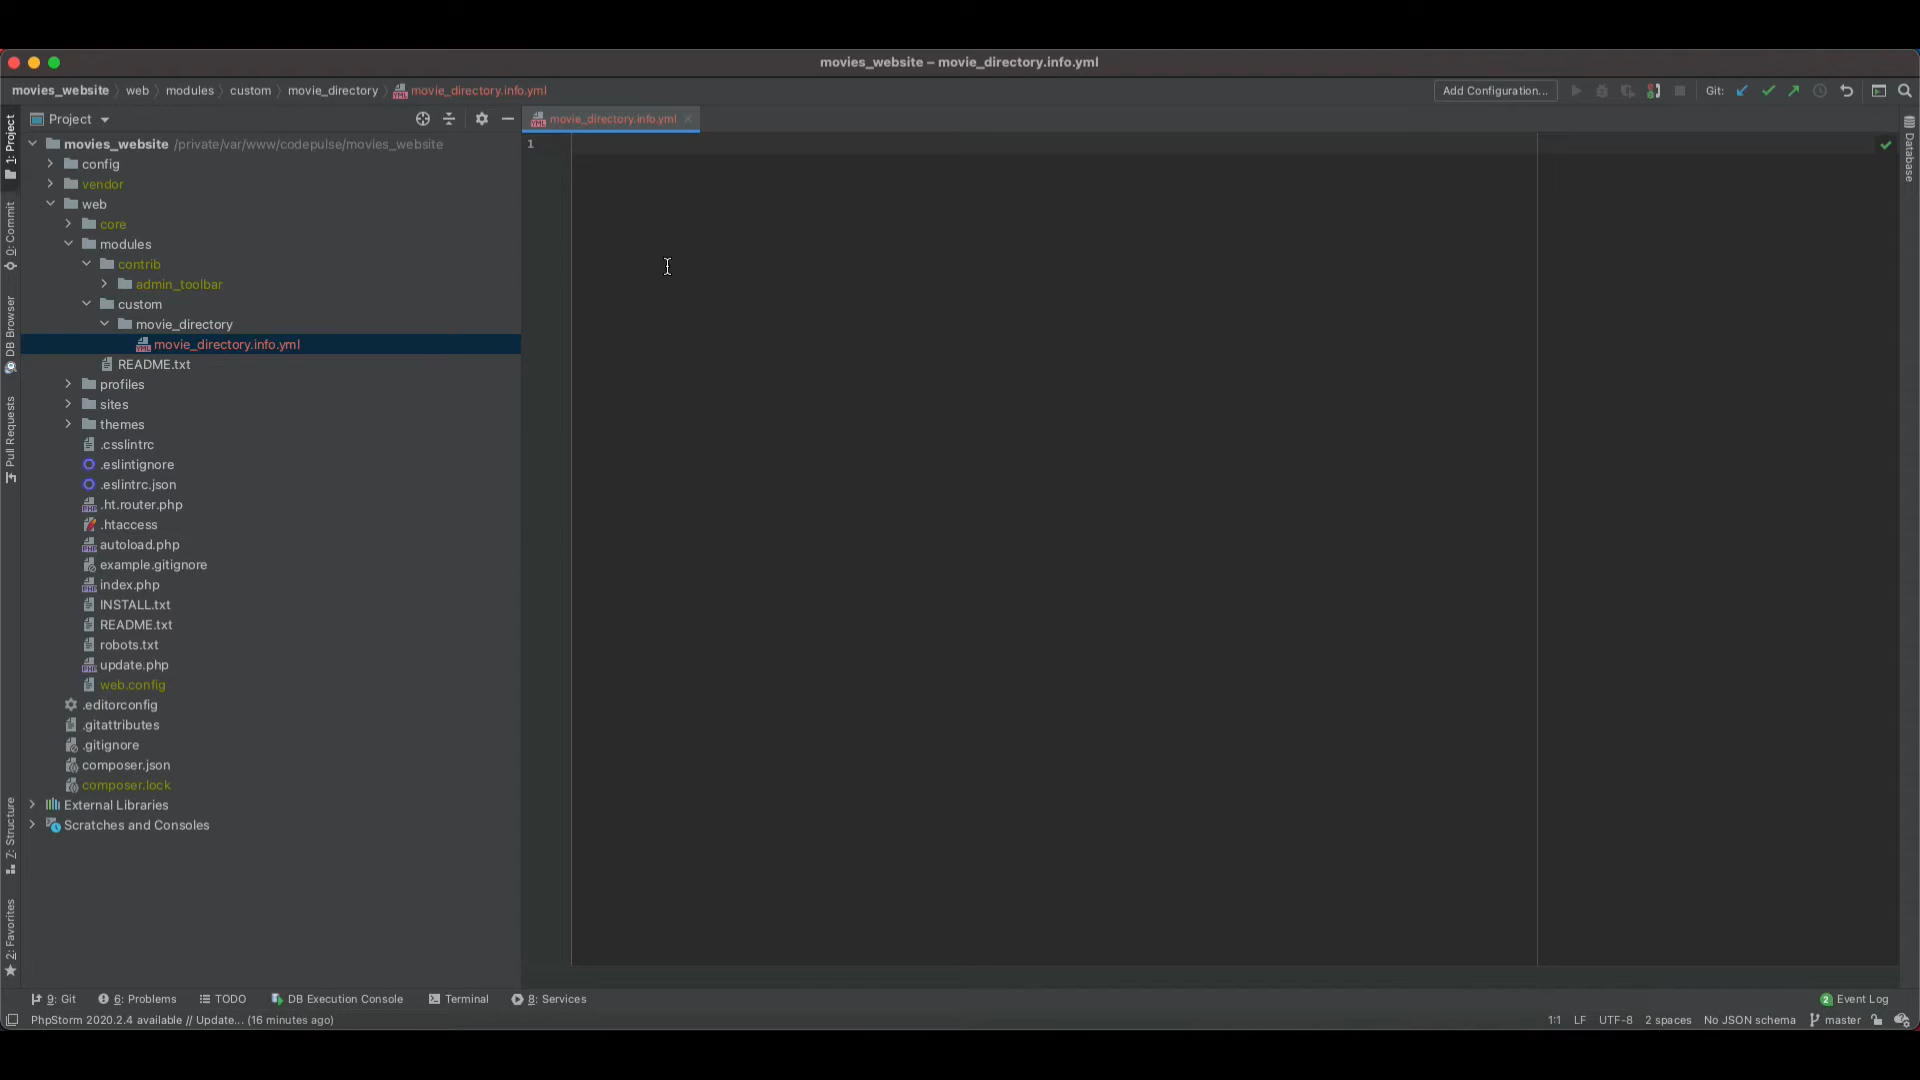 movies_website – movie_directory.info.yml
movies_website web modules custom movie_directory movie_directory.info.yml
Add Configuration...
Git:
1: Project
0: Commit
DB Browser
Pull Requests
Z: Structure
2: Favorites
Project
movies_website /private/var/www/codepulse/movies_website
config
vendor
web
core
modules
contrib
admin_toolbar
custom
movie_directory
movie_directory.info.yml
README.txt
profiles
sites
themes
.csslintrc
.eslintignore
.eslintrc.json
.ht.router.php
.htaccess
autoload.php
example.gitignore
index.php
INSTALL.txt
README.txt
robots.txt
update.php
web.config
.editorconfig
.gitattributes
.gitignore
composer.json
composer.lock
External Libraries
Scratches and Consoles
movie_directory.info.yml
1
Database
9: Git
6: Problems
TODO
DB Execution Console
Terminal
8: Services
2 Event Log
PhpStorm 2020.2.4 available // Update... (16 minutes ago)
1:1 LF UTF-8 2 spaces No JSON schema master